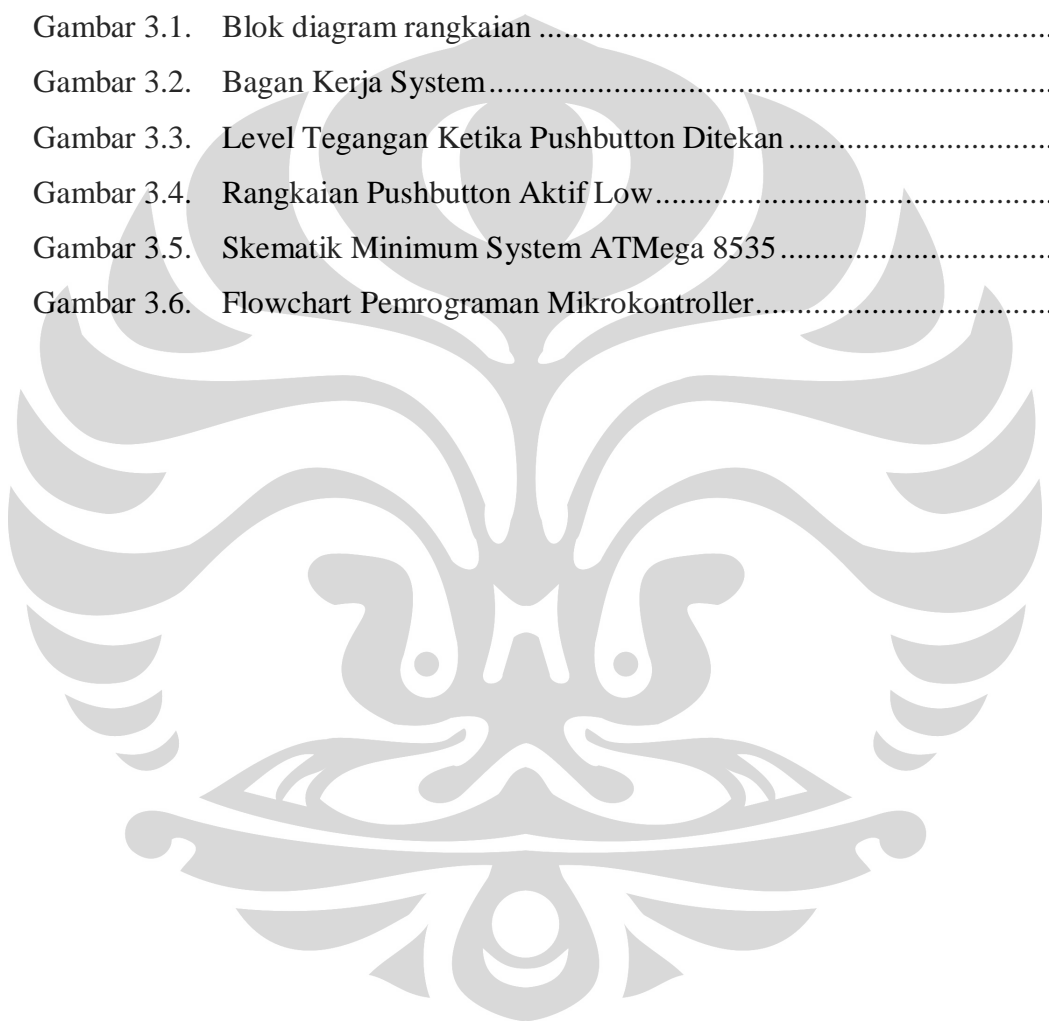 Gambar 3.1. Blok diagram rangkaian ......................................................................
Gambar 3.2. Bagan Kerja System ............................................................................
Gambar 3.3. Level Tegangan Ketika Pushbutton Ditekan ...................................
Gambar 3.4. Rangkaian Pushbutton Aktif Low ......................................................
Gambar 3.5. Skematik Minimum System ATMega 8535 ....................................
Gambar 3.6. Flowchart Pemrograman Mikrokontroller ........................................